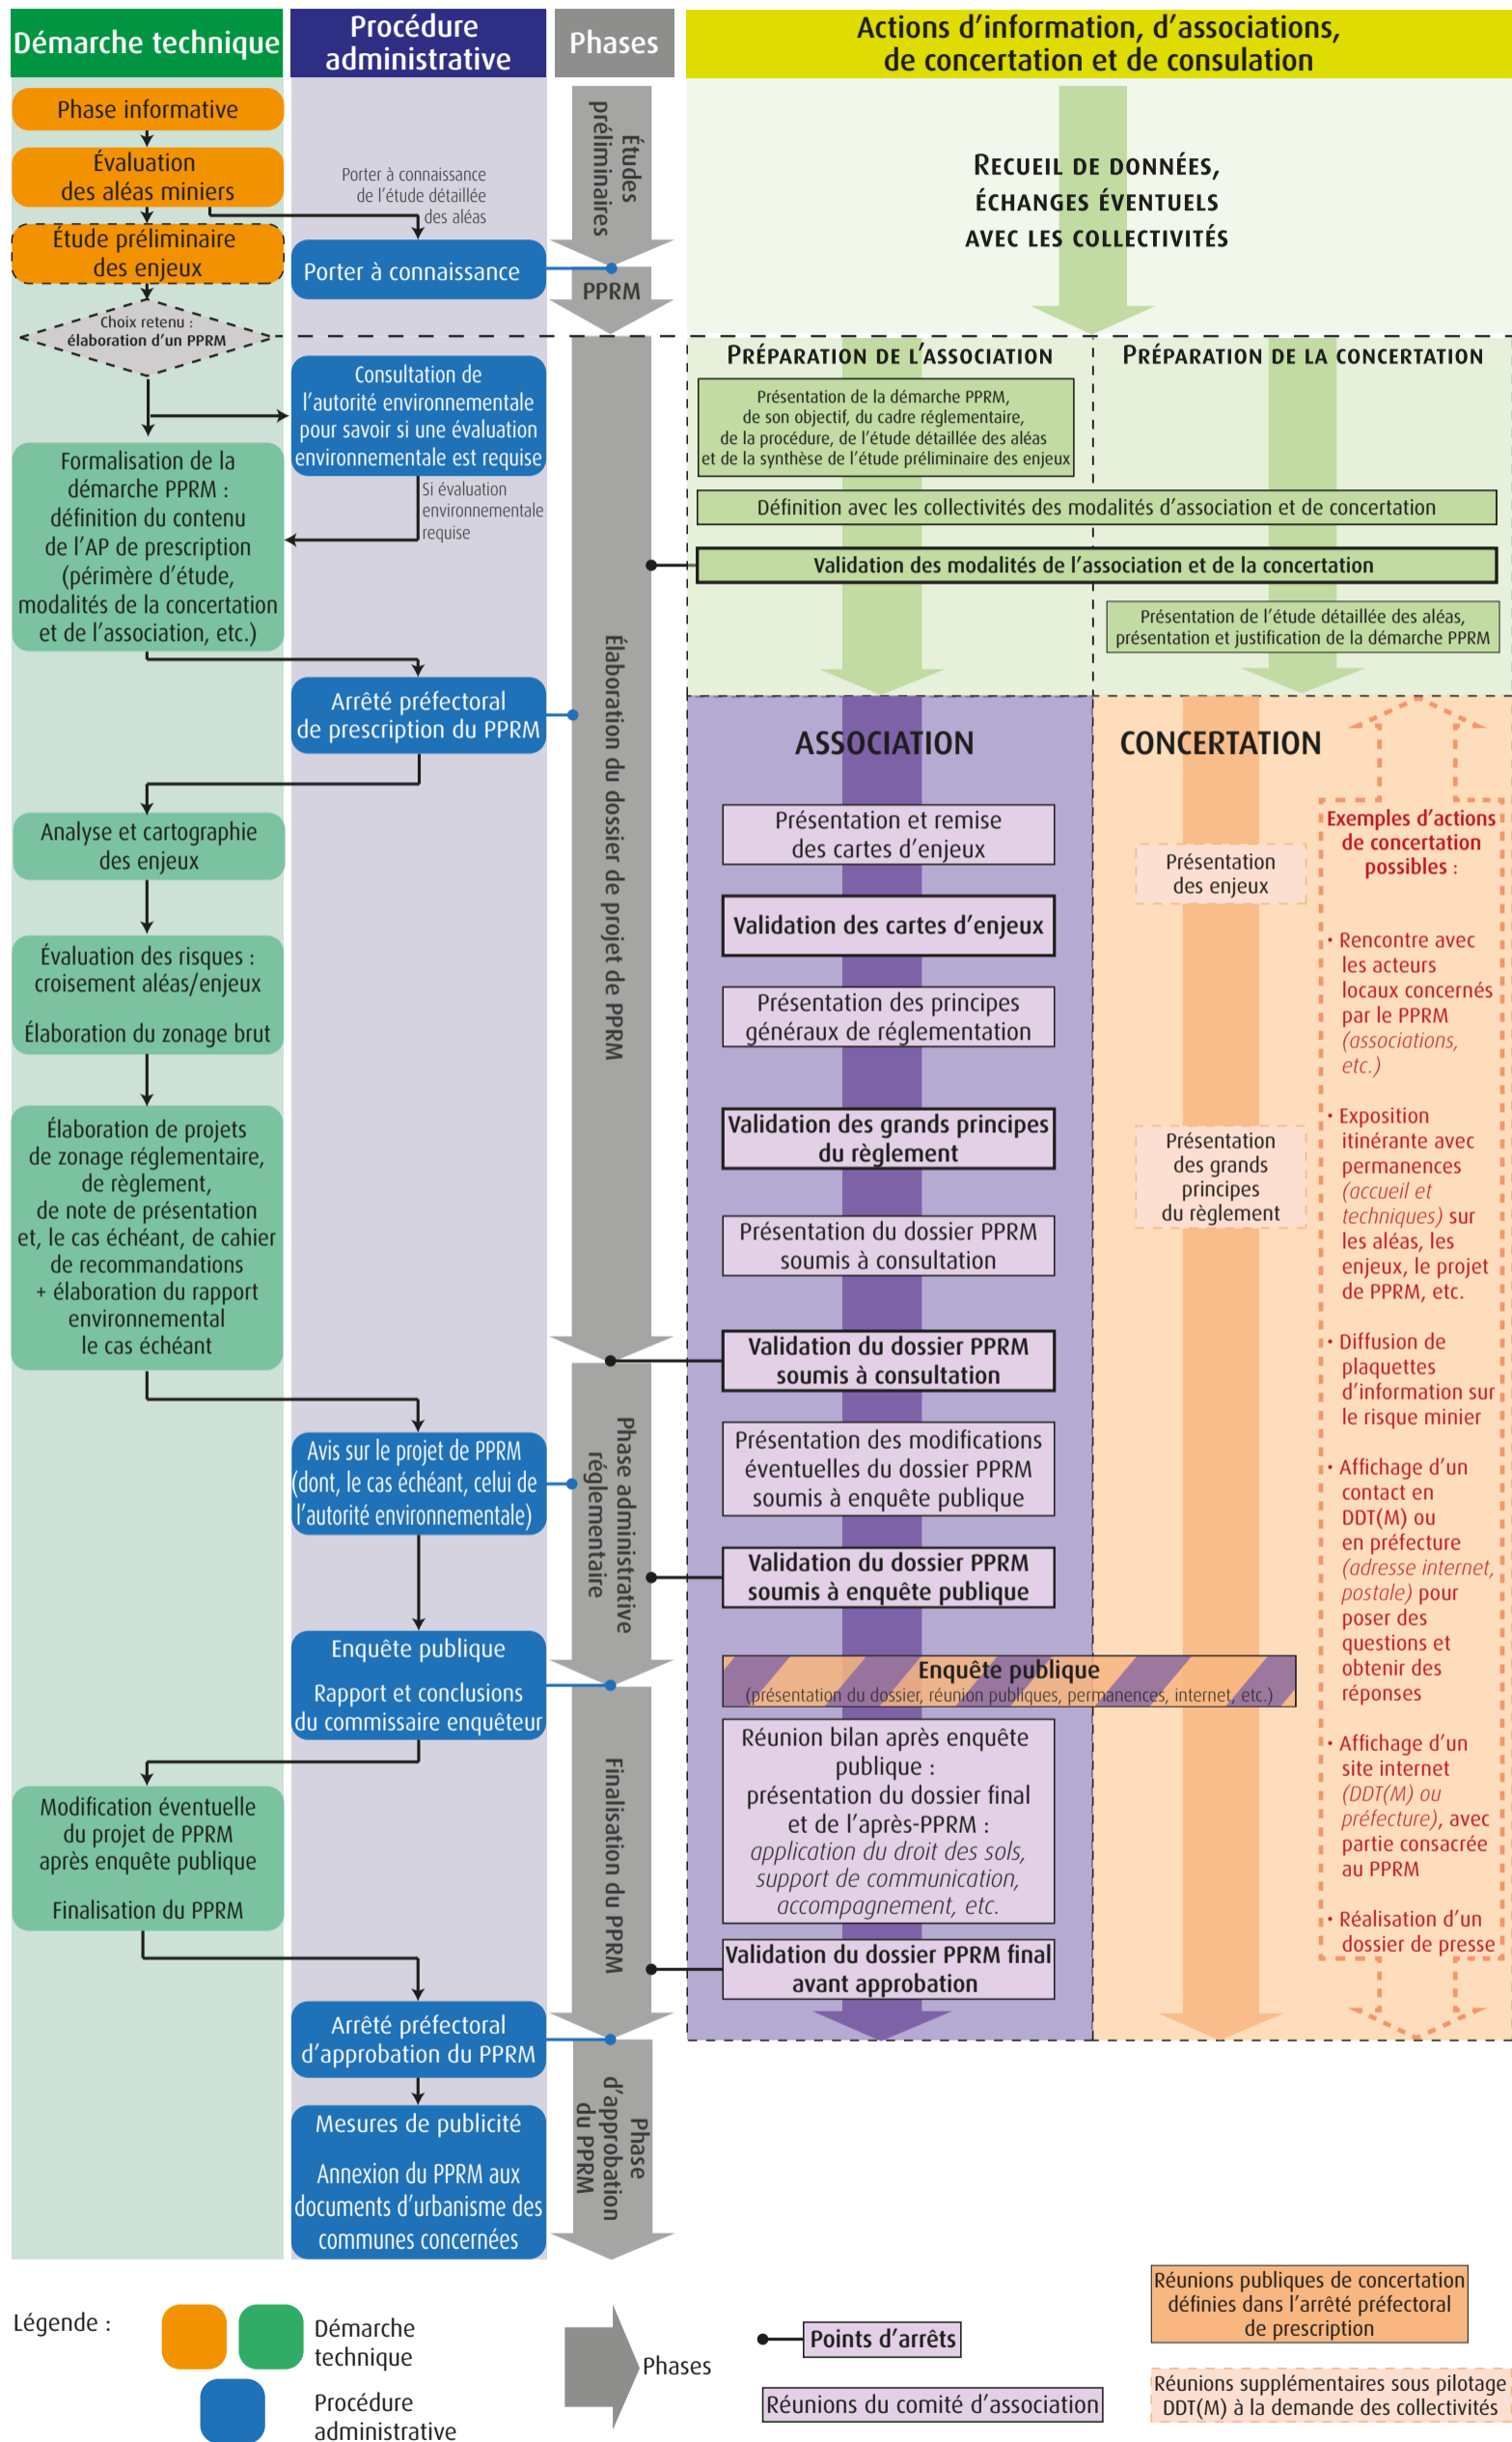 Démarche technique
Procédure
administrative
Phases
Actions d'information, d'associations,
de concertation et de consulation
Phase informative
Évaluation
des aléas miniers
Étude préliminaire
des enjeux
Choix retenu :
élaboration d'un PPRM
Formalisation de la
démarche PPRM :
définition du contenu
de l'AP de prescription
(périmère d'étude,
modalités de la concertation
et de l'association, etc.)
Analyse et cartographie
des enjeux
Évaluation des risques :
croisement aléas/enjeux
Élaboration du zonage brut
Élaboration de projets
de zonage réglementaire,
de règlement,
de note de présentation
et, le cas échéant, de cahier
de recommandations
+ élaboration du rapport
environnemental
le cas échéant
Modification éventuelle
du projet de PPRM
après enquête publique
Finalisation du PPRM
Porter à connaissance
de l'étude détaillée
des aléas
Porter à connaissance
Consultation de
l'autorité environnementale
pour savoir si une évaluation
environnementale est requise
Si évaluation
environnementale
requise
Arrêté préfectoral
de prescription du PPRM
Avis sur le projet de PPRM
(dont, le cas échéant, celui de
l'autorité environnementale)
Enquête publique
Rapport et conclusions
du commissaire enquêteur
Arrêté préfectoral
d'approbation du PPRM
Mesures de publicité
Annexion du PPRM aux
documents d'urbanisme des
communes concernées
Études
préliminaires
PPRM
Élaboration du dossier de projet de PPRM
Phase administrative
réglementaire
Finalisation du PPRM
Phase
d'approbation
du PPRM
Recueil de données,
échanges éventuels
avec les collectivités
Préparation de l'association
Préparation de la concertation
Présentation de la démarche PPRM,
de son objectif, du cadre réglementaire,
de la procédure, de l'étude détaillée des aléas
et de la synthèse de l'étude préliminaire des enjeux
Définition avec les collectivités des modalités d'association et de concertation
Validation des modalités de l'association et de la concertation
Présentation de l'étude détaillée des aléas,
présentation et justification de la démarche PPRM
ASSOCIATION
Présentation et remise
des cartes d'enjeux
Validation des cartes d'enjeux
Présentation des principes
généraux de réglementation
Validation des grands principes
du règlement
Présentation du dossier PPRM
soumis à consultation
Validation du dossier PPRM
soumis à consultation
Présentation des modifications
éventuelles du dossier PPRM
soumis à enquête publique
Validation du dossier PPRM
soumis à enquête publique
Enquête publique
(présentation du dossier, réunion publiques, permanences, internet, etc.)
Réunion bilan après enquête
publique :
présentation du dossier final
et de l'après-PPRM :
application du droit des sols,
support de communication,
accompagnement, etc.
Validation du dossier PPRM final
avant approbation
CONCERTATION
Présentation
des enjeux
Présentation
des grands
principes
du règlement
Exemples d'actions
de concertation
possibles :
• Rencontre avec
les acteurs
locaux concernés
par le PPRM
(associations,
etc.)
• Exposition
itinérante avec
permanences
(accueil et
techniques) sur
les aléas, les
enjeux, le projet
de PPRM, etc.
• Diffusion de
plaquettes
d'information sur
le risque minier
• Affichage d'un
contact en
DDT(M) ou
en préfecture
(adresse internet,
postale) pour
poser des
questions et
obtenir des
réponses
• Affichage d'un
site internet
(DDT(M) ou
préfecture), avec
partie consacrée
au PPRM
• Réalisation d'un
dossier de presse
Légende :
Démarche
technique
Procédure
administrative
Phases
Points d'arrêts
Réunions du comité d'association
Réunions publiques de concertation
définies dans l'arrêté préfectoral
de prescription
Réunions supplémentaires sous pilotage
DDT(M) à la demande des collectivités